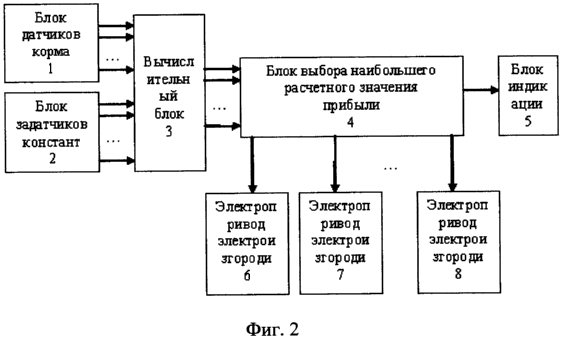 Блок
датчиков
корма
1
...
Блок
задатчиков
констант
2
...
Вычисл
ительн
ый
блок
3
...
Блок выбора наибольшего
расчетного значения
прибыли
4
Блок
индик
ации
5
...
Электроп
ривод
электрои
згороди
6
Электроп
ривод
электрои
згороди
7
Электроп
ривод
электрои
згороди
8
Фиг. 2